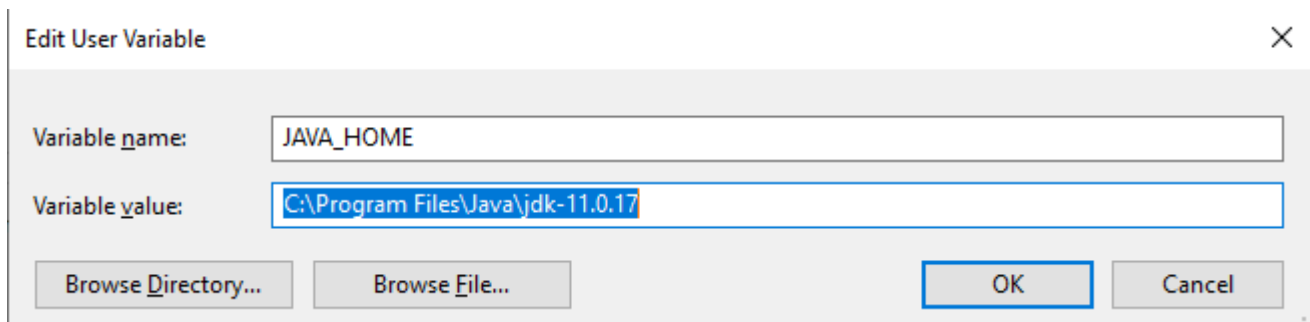 Edit User Variable
Variable name: JAVA_HOME
Variable value: C:\Program Files\Java\jdk-11.0.17
Browse Directory... Browse File... OK Cancel